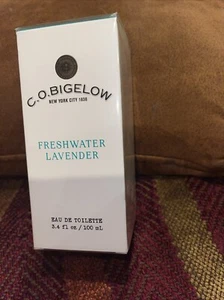 C.O.BIGELOW
NEW YORK CITY 1838
FRESHWATER
LAVENDER
EAU DE TOILETTE
3.4 fl oz / 100 mL